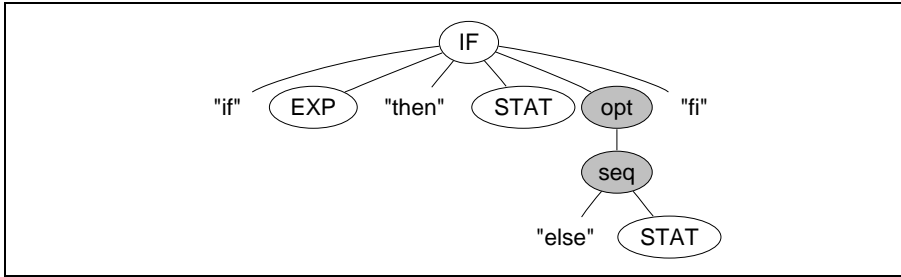 IF
"if" EXP "then" STAT opt "fi"
seq
"else" STAT